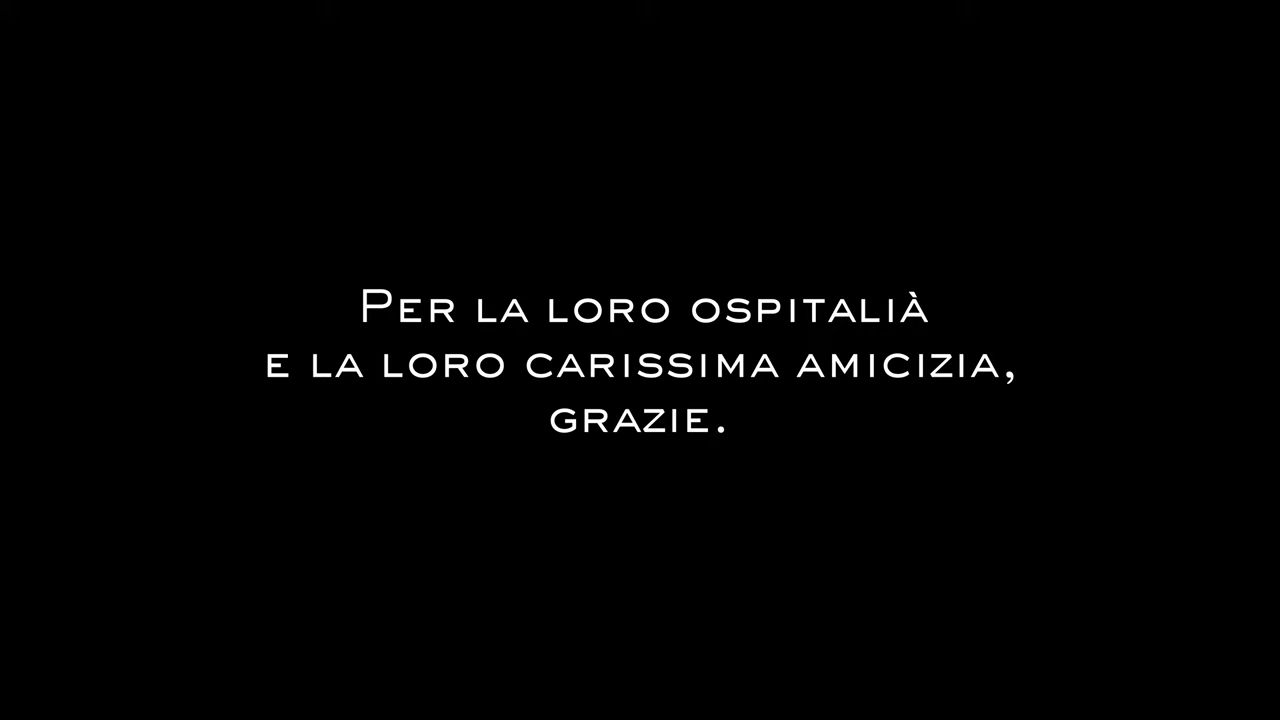 Per la loro ospitalià
e la loro carissima amicizia,
grazie.